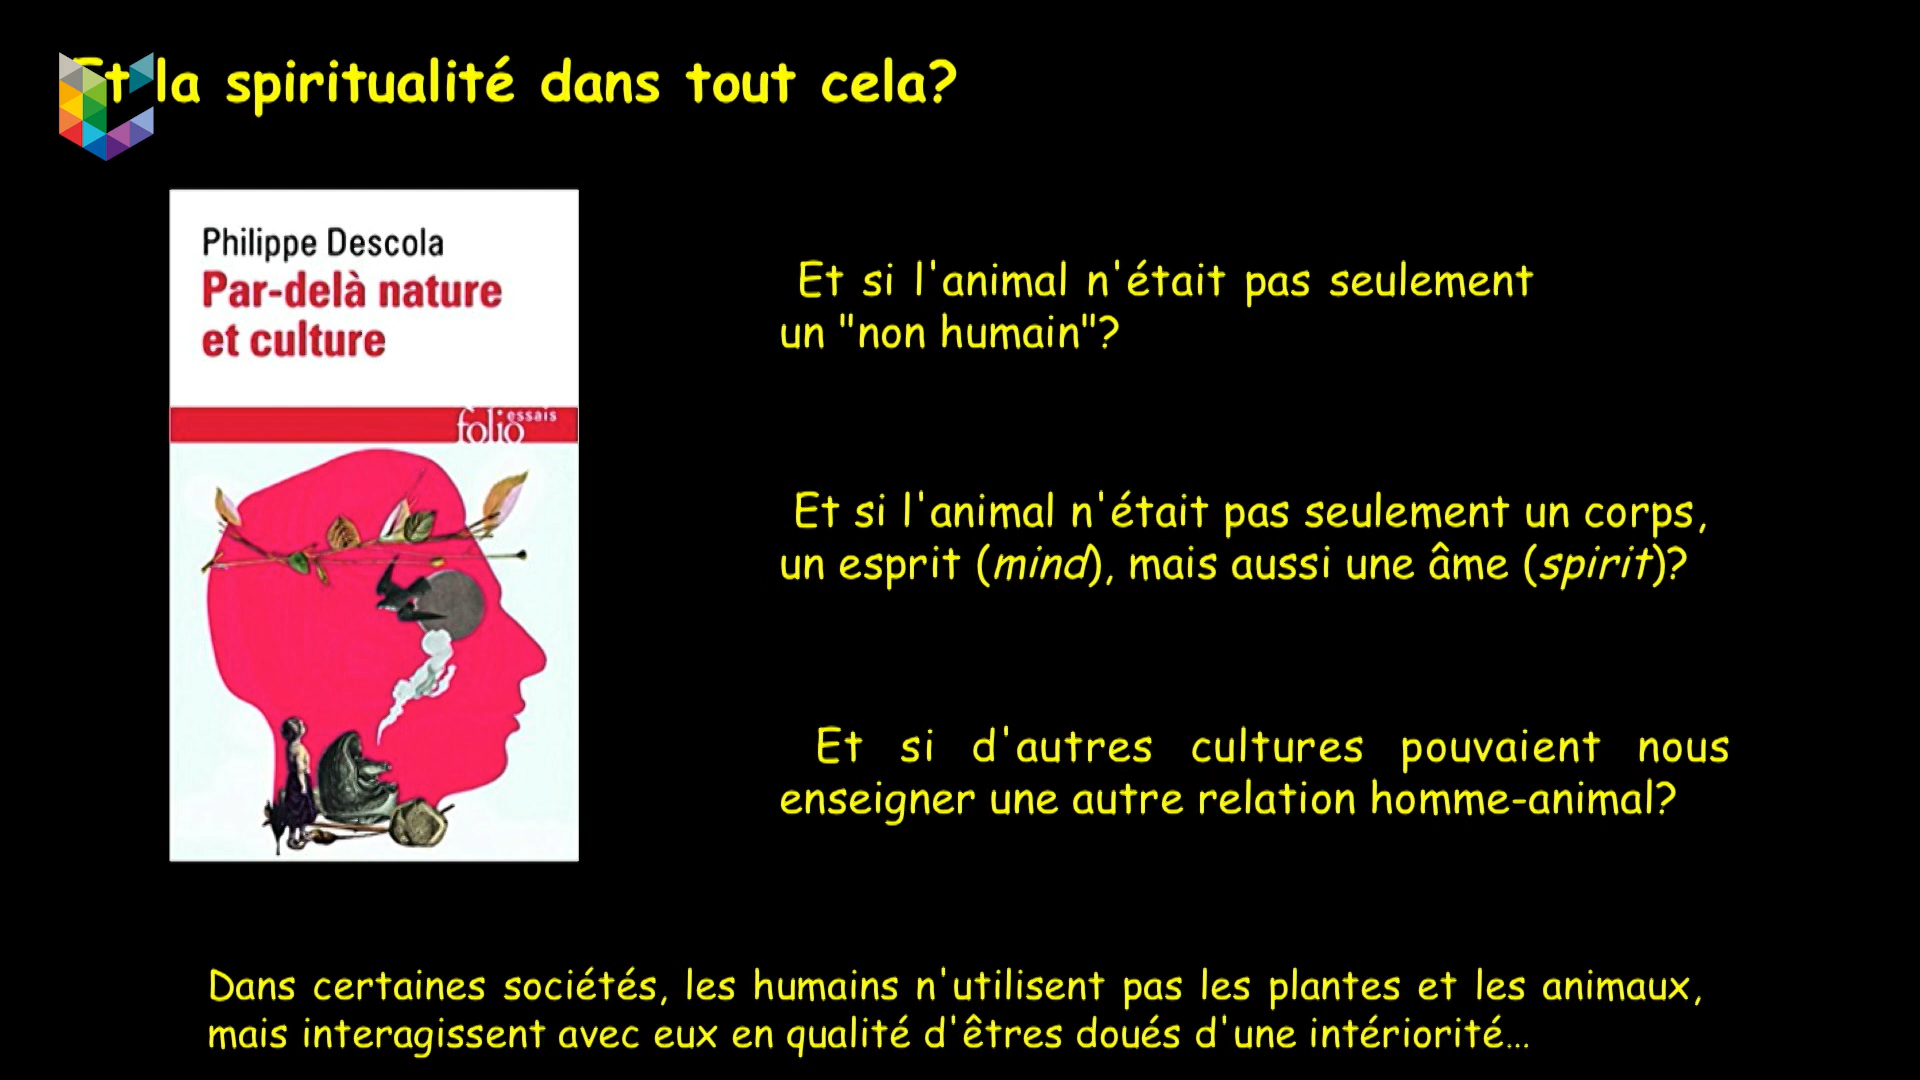 Et la spiritualité dans tout cela?
Philippe Descola
Par-delà nature
et culture
folio essais
Et si l'animal n'était pas seulement
un "non humain"?
Et si l'animal n'était pas seulement un corps,
un esprit (mind), mais aussi une âme (spirit)?
Et si d'autres cultures pouvaient nous
enseigner une autre relation homme-animal?
Dans certaines sociétés, les humains n'utilisent pas les plantes et les animaux,
mais interagissent avec eux en qualité d'êtres doués d'une intériorité…